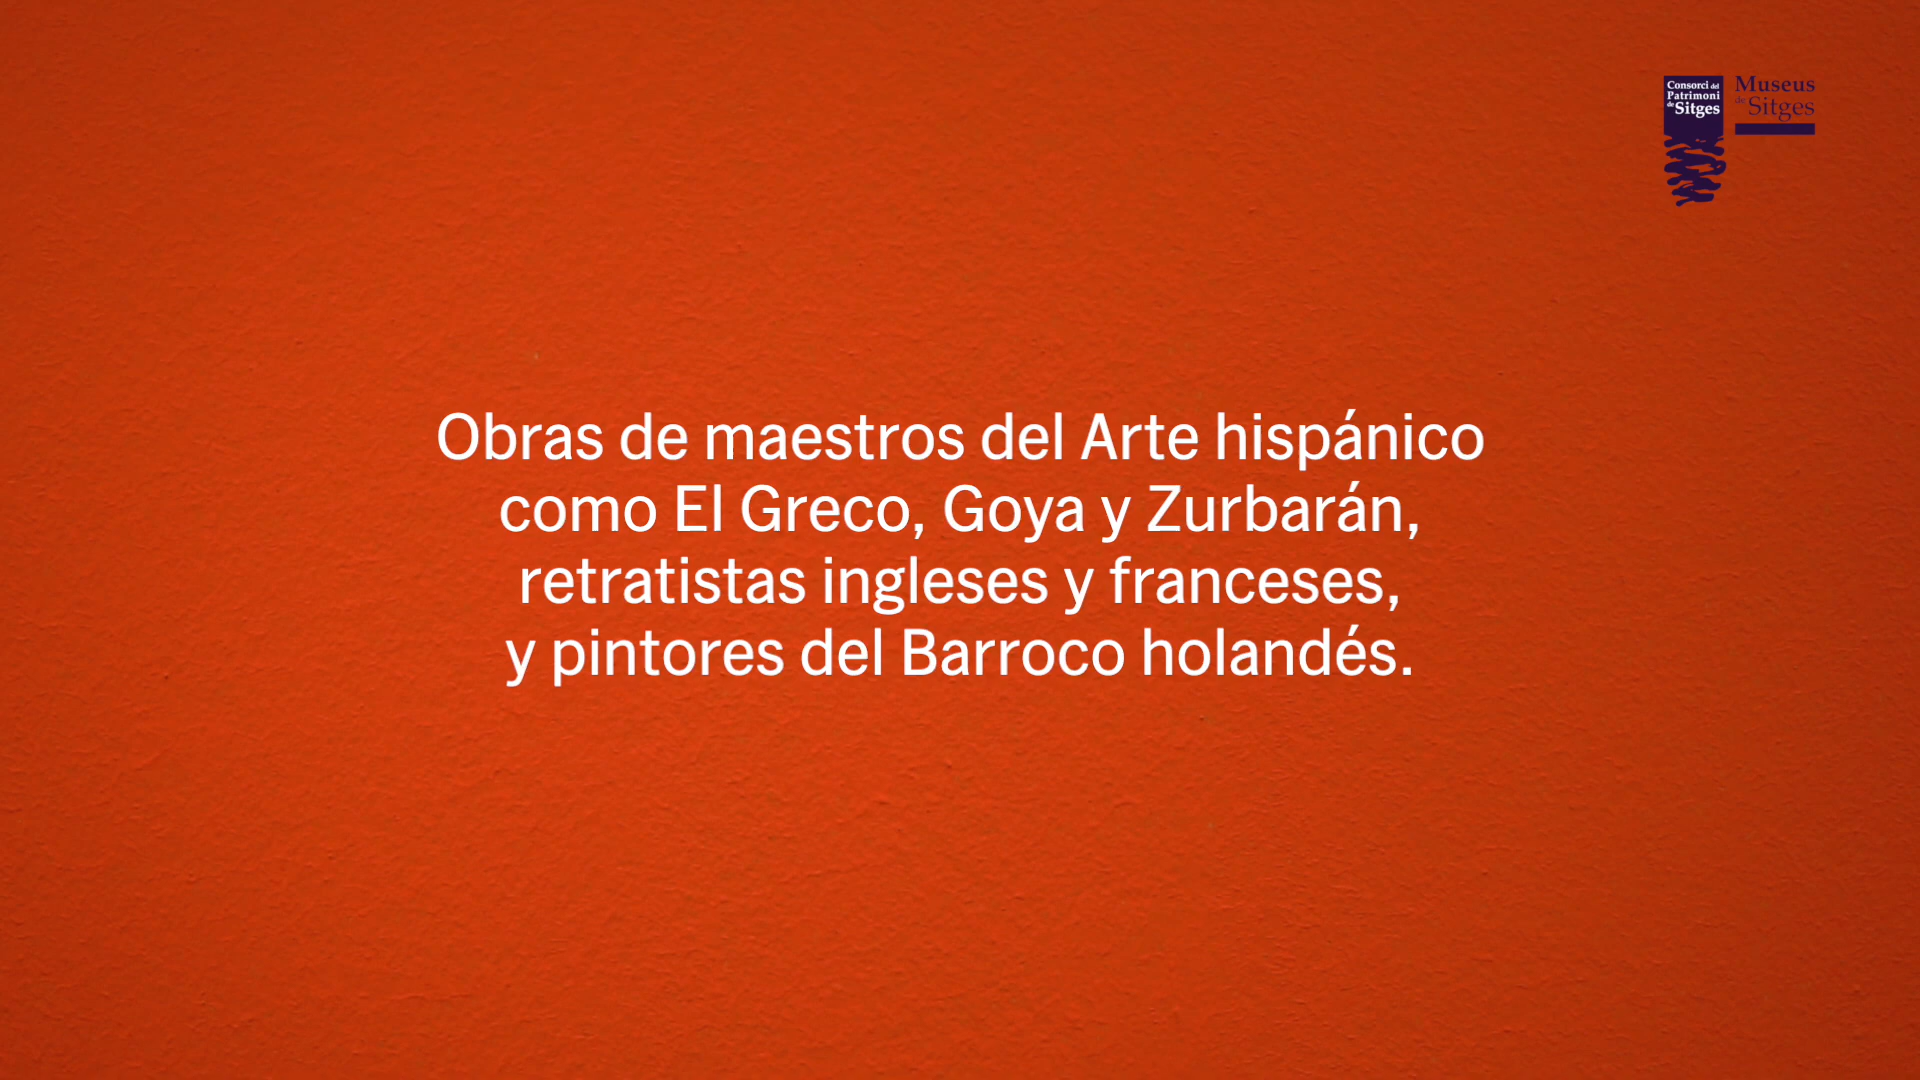 Consorci del
Patrimoni
de Sitges
Museus
de Sitges
Obras de maestros del Arte hispánico
como El Greco, Goya y Zurbarán,
retratistas ingleses y franceses,
y pintores del Barroco holandés.